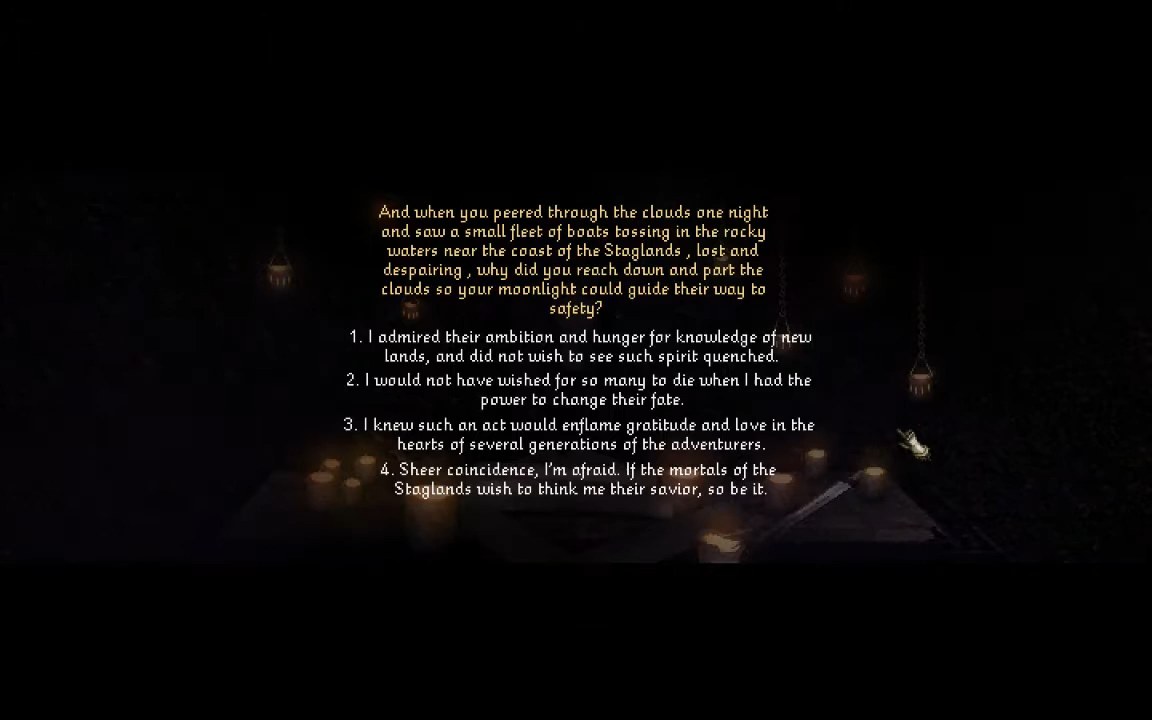 And when you peered through the clouds one night
and saw a small fleet of boats tossing in the rocky
waters near the coast of the Staglands , lost and
despairing , why did you reach down and part the
clouds so your moonlight could guide their way to
safety?
1. I admired their ambition and hunger for knowledge of new
lands, and did not wish to see such spirit quenched.
2. I would not have wished for so many to die when I had the
power to change their fate.
3. I knew such an act would enflame gratitude and love in the
hearts of several generations of the adventurers.
4. Sheer coincidence, I'm afraid. If the mortals of the
Staglands wish to think me their savior, so be it.